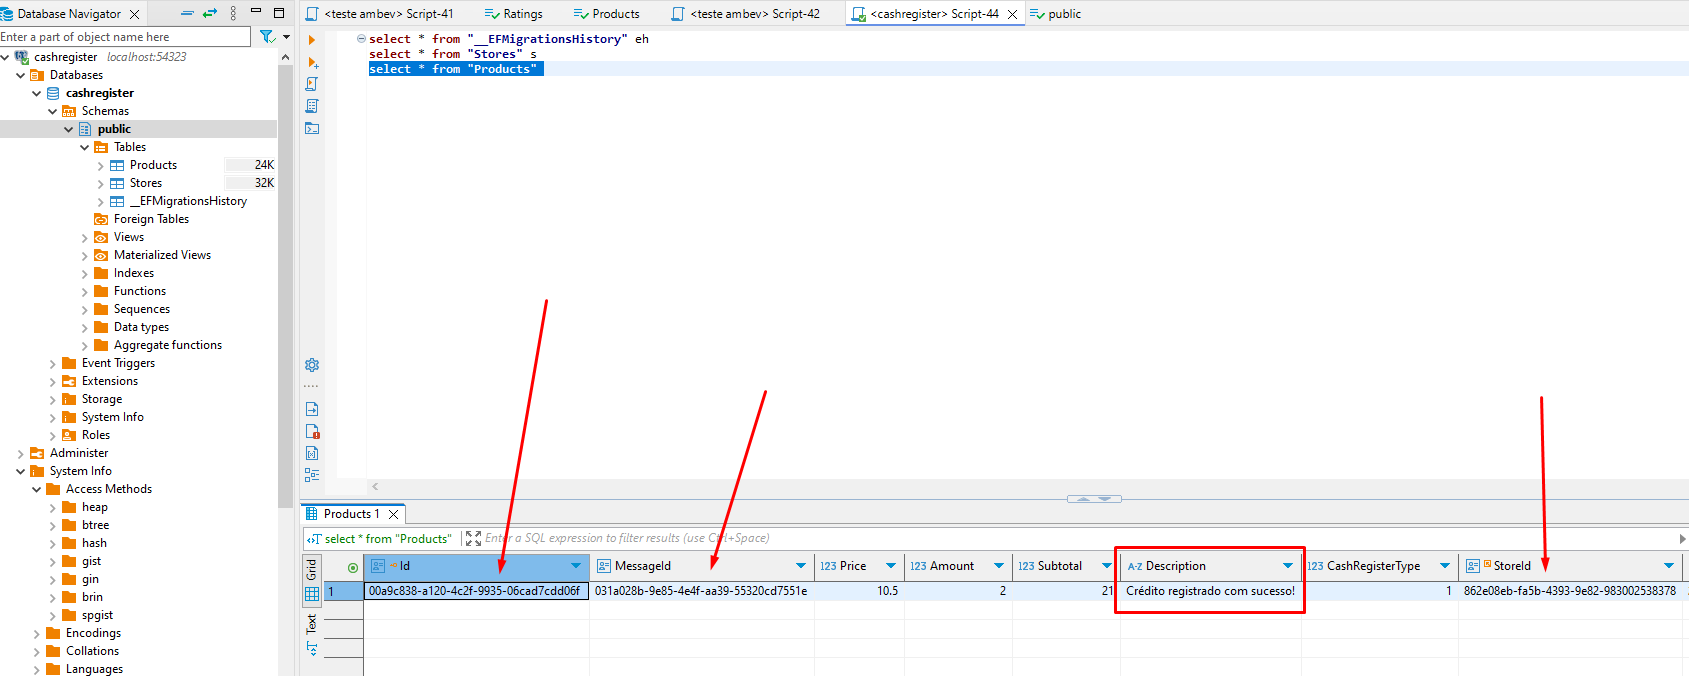 Database Navigator
Enter a part of object name here
cashregister localhost:54323
Databases
cashregister
Schemas
public
Tables
Products 24K
Stores 32K
__EFMigrationsHistory
Foreign Tables
Views
Materialized Views
Indexes
Functions
Sequences
Data types
Aggregate functions
Event Triggers
Extensions
Storage
System Info
Roles
Administer
System Info
Access Methods
heap
btree
hash
gist
gin
brin
spgist
Encodings
Collations
Languages
<teste ambev> Script-41 Ratings Products <teste ambev> Script-42 <cashregister> Script-44 public
select * from "__EFMigrationsHistory" eh
select * from "Stores" s
select * from "Products"
Products 1
select * from "Products" Enter a SQL expression to filter results (use Ctrl+Space)
Grid
Text
Id MessageId 123 Price 123 Amount 123 Subtotal A-Z Description 123 CashRegisterType StoreId
1 00a9c838-a120-4c2f-9935-06cad7cdd06f 031a028b-9e85-4e4f-aa39-55320cd7551e 10.5 2 21 Crédito registrado com sucesso! 1 862e08eb-fa5b-4393-9e82-983002538378